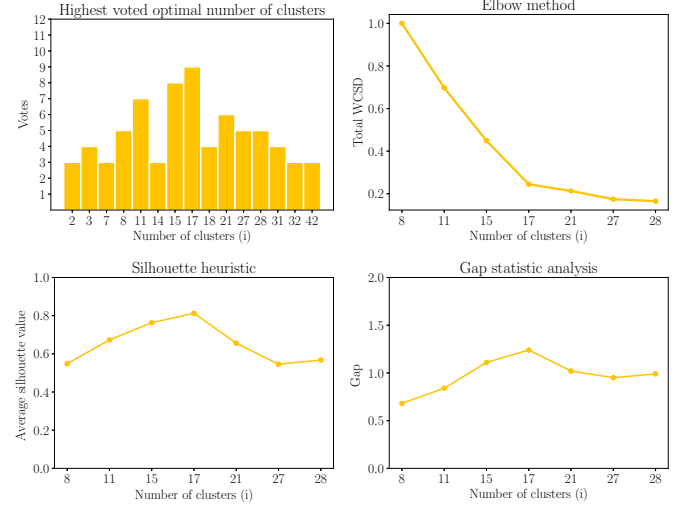 Highest voted optimal number of clusters
12
11
10
9
8
7
6
5
4
3
2
1
Votes
2 3 7 8 11 14 15 17 18 21 27 28 31 32 42
Number of clusters (i)
Elbow method
1.0
0.8
0.6
0.4
0.2
Total WCSD
8 11 15 17 21 27 28
Number of clusters (i)
Silhouette heuristic
1.0
0.8
0.6
0.4
0.2
0.0
Average silhouette value
8 11 15 17 21 27 28
Number of clusters (i)
Gap statistic analysis
2.0
1.5
1.0
0.5
0.0
Gap
8 11 15 17 21 27 28
Number of clusters (i)